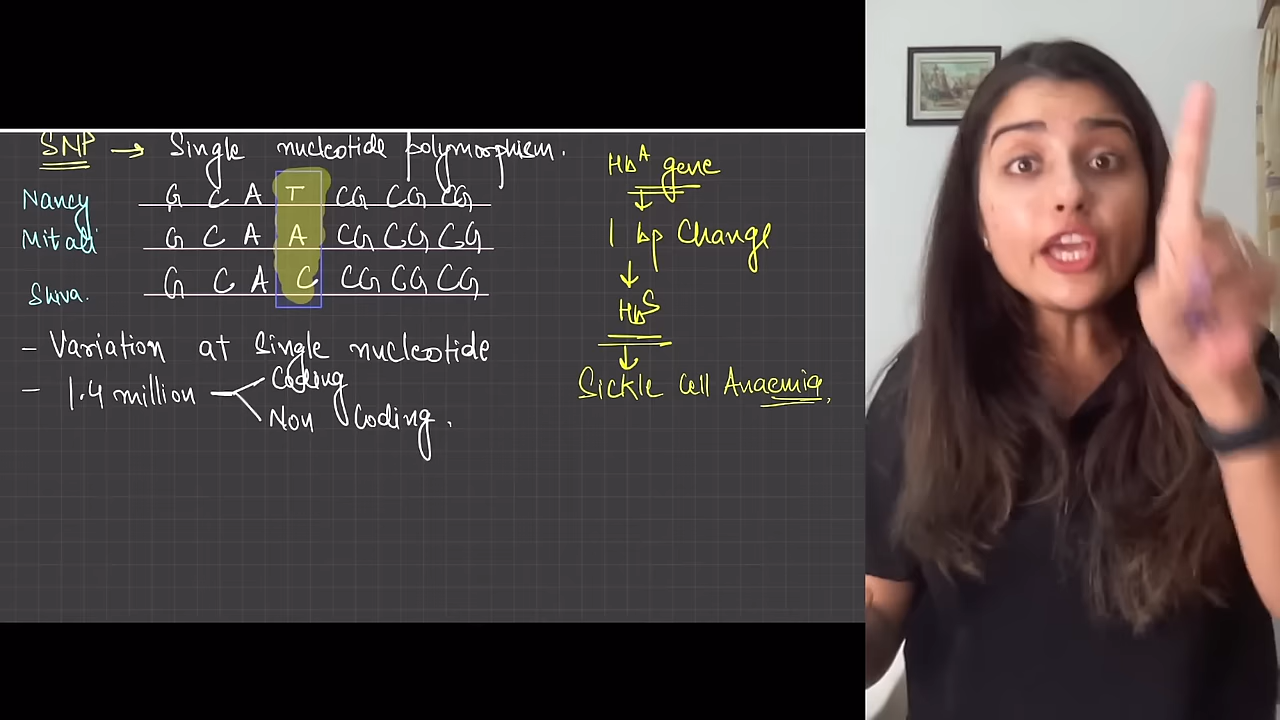 SNP → Single nucleotide polymorphism.
Nancy G C A T CG CG CG
Mitali G C A A CG CG CG
Shiva. G C A C CG CG CG
- Variation at Single nucleotide
- 1.4 million
Coding
Non Coding.
HbA gene
↓
1 bp Change
↓
HbS
↓
Sickle Cell Anaemia,